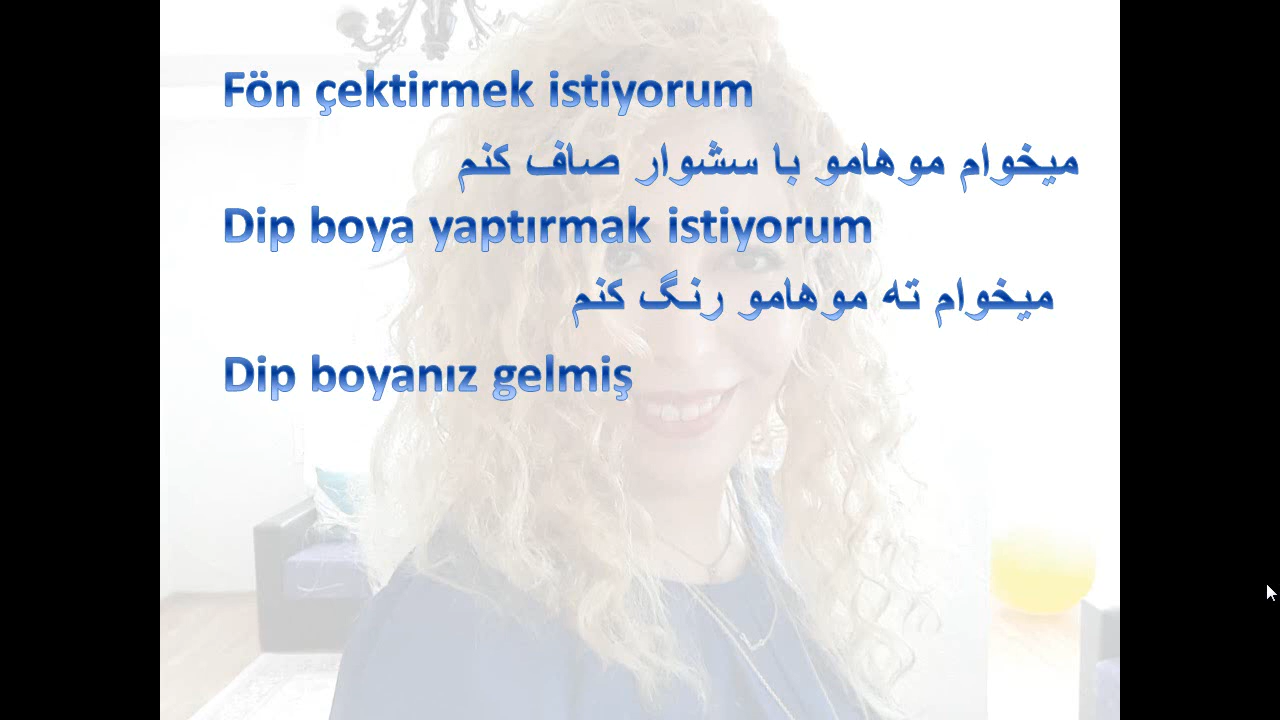 Fön çektirmek istiyorum
میخوام موهامو با سشوار صاف کنم
Dip boya yaptırmak istiyorum
میخوام ته موهامو رنگ کنم
Dip boyanız gelmiş